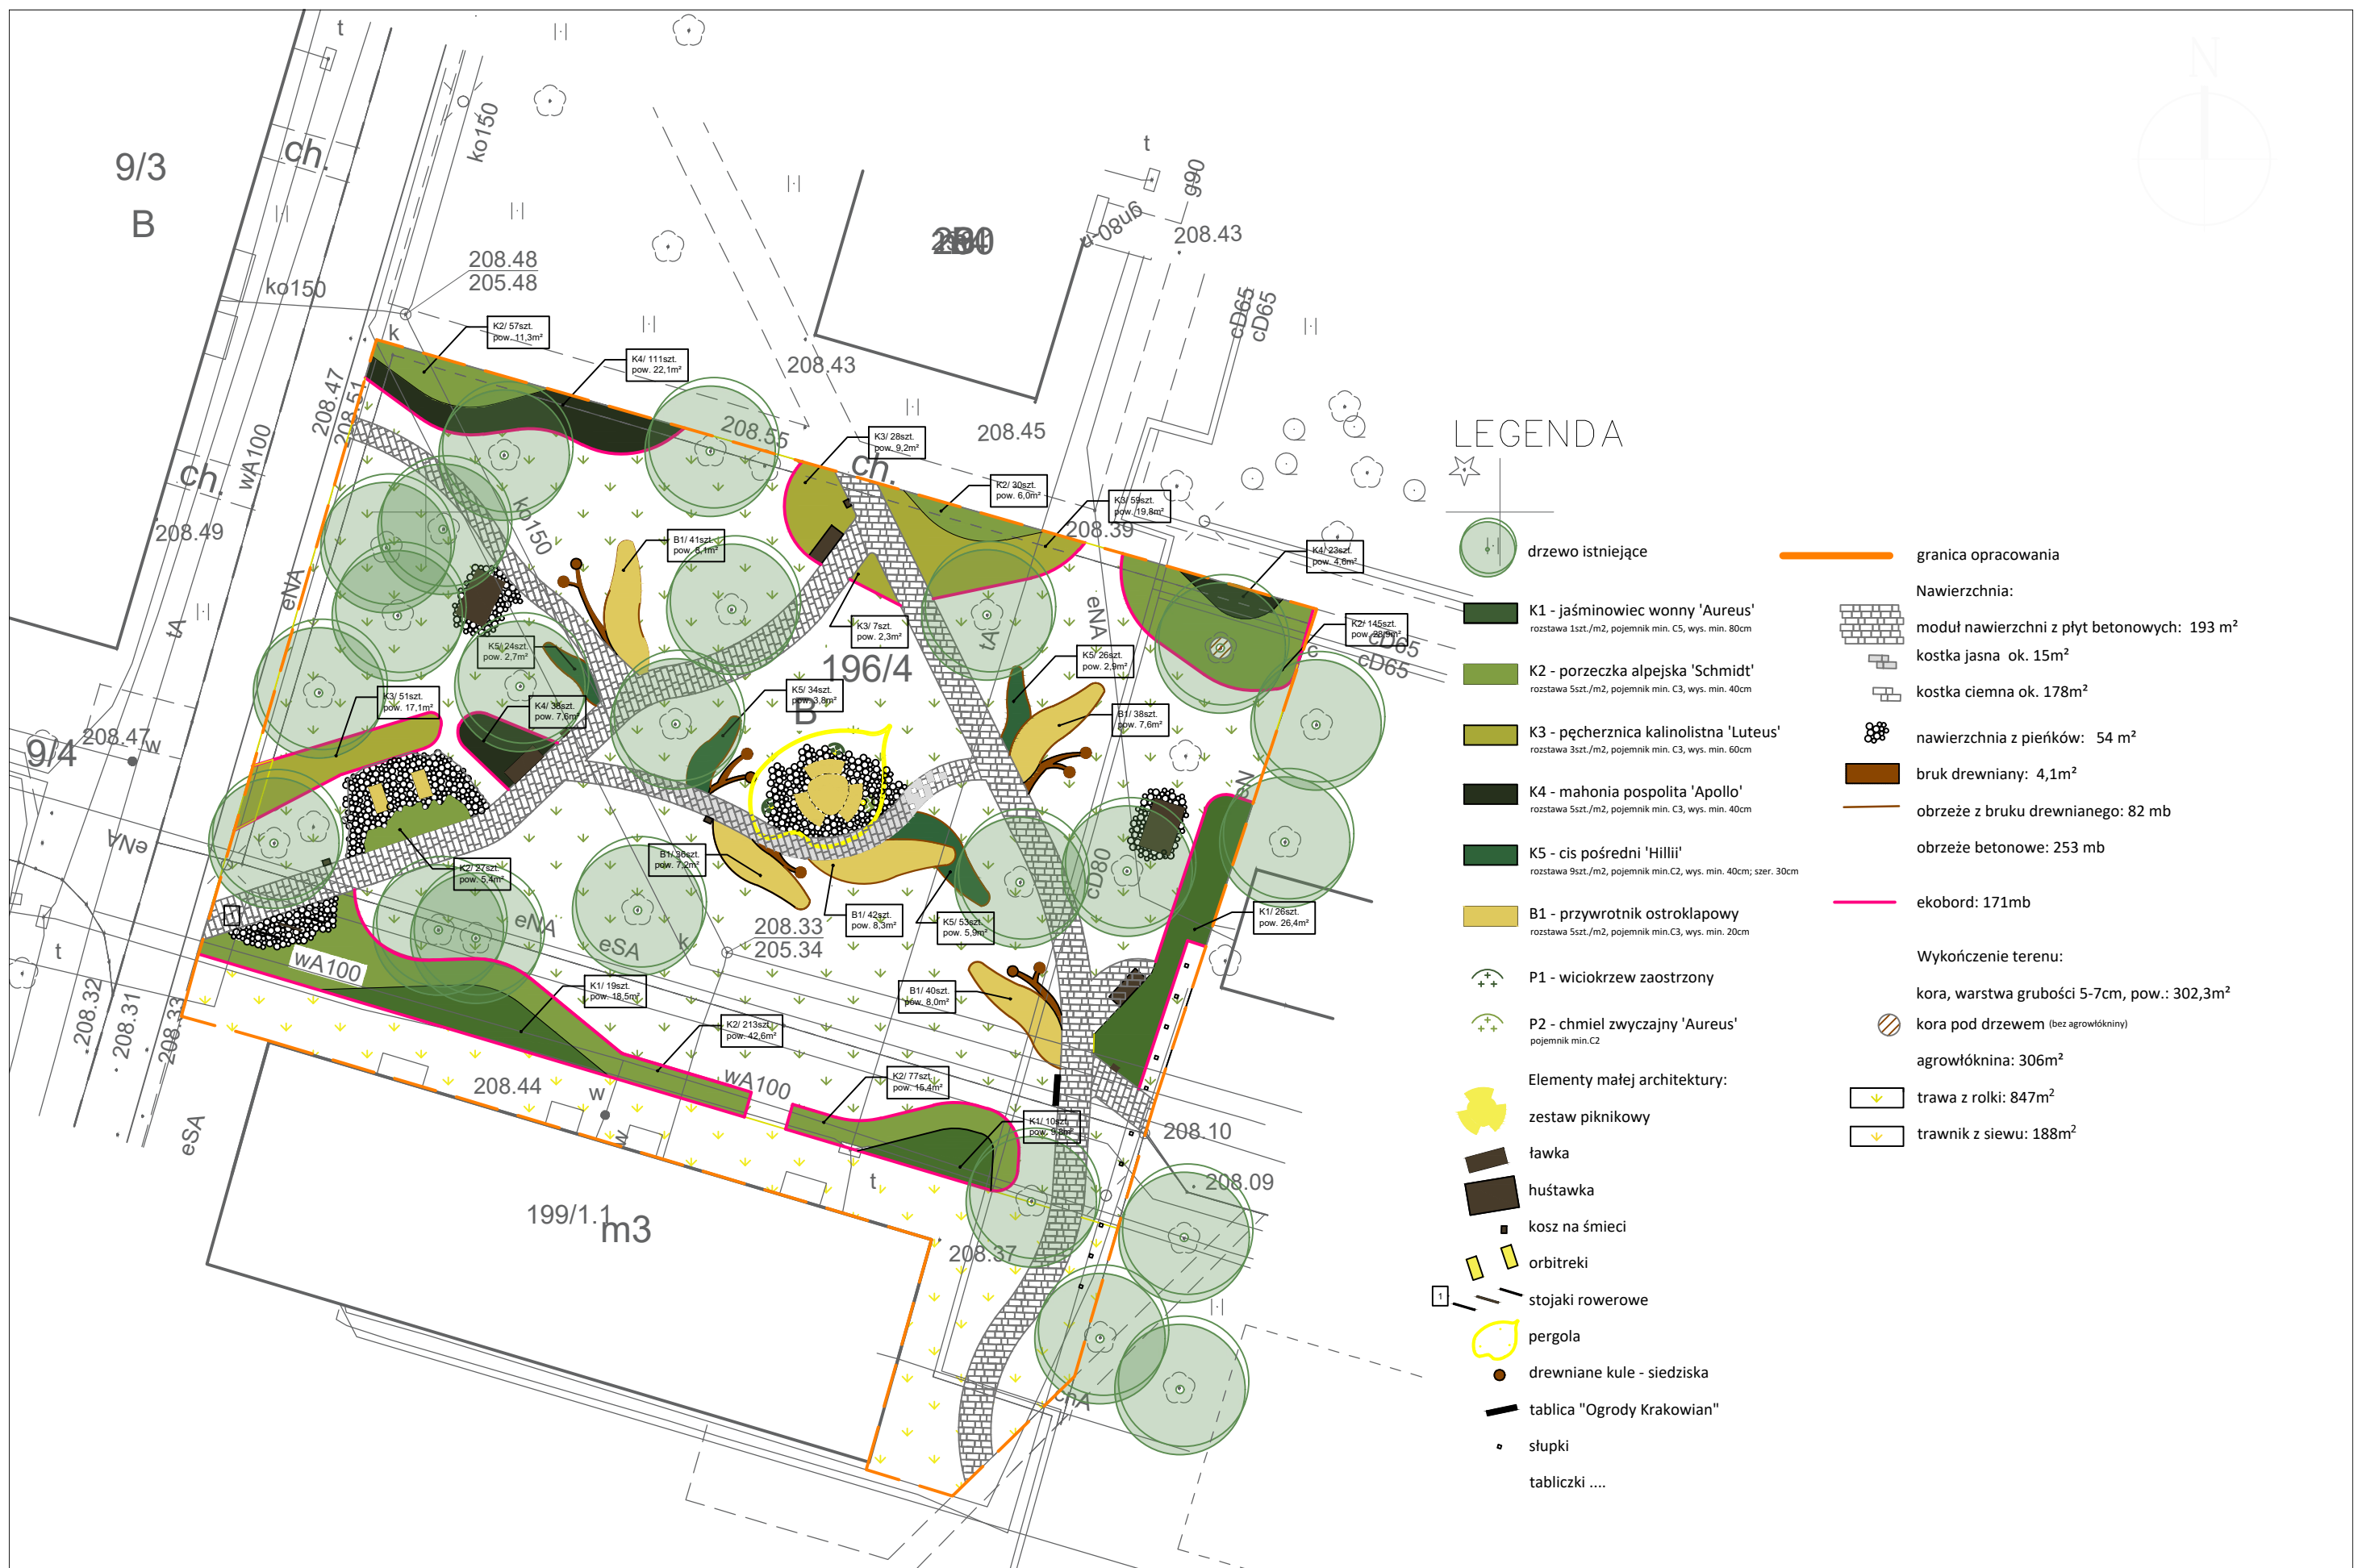 t
ch.
ko150
9/3
B
t
g90
gn80-n
208.43
208.48
205.48
ko150
cD65
cD65
k
K2/ 57szt.
pow. 11,3m²
K4/ 111szt.
pow. 22,1m²
208.43
208.47
208.51
208.55
208.45
wA100
ch.
K3/ 28szt.
pow. 9,2m²
ch.
K2/ 30szt.
pow. 6,0m²
K3/ 59szt.
pow. 19,8m²
208.39
208.49
ko150
B1/ 41szt.
pow. 8,1m²
K4/ 23szt.
pow. 4,6m²
eNA
tA
eNA
tA
K3/ 7szt.
pow. 2,3m²
K2/ 145szt.
pow. 28,9m²
cD65
cD65
c
K5/ 24szt.
pow. 2,7m²
196/4
B
K5/ 26szt.
pow. 2,9m²
K3/ 51szt.
pow. 17,1m²
K4/ 38szt.
pow. 7,6m²
K5/ 34szt.
pow. 3,8m²
B1/ 38szt.
pow. 7,6m²
9/4
208.47
w
eNA
eNA
K2/ 27szt.
pow. 5,4m²
B1/ 36szt.
pow. 7,2m²
cD80
1
eNA
eSA
k
208.33
205.34
B1/ 42szt.
pow. 8,3m²
K5/ 53szt.
pow. 5,9m²
K1/ 26szt.
pow. 26,4m²
t
wA100
K1/ 19szt.
pow. 18,5m²
B1/ 40szt.
pow. 8,0m²
208.32
208.31
208.33
K2/ 213szt.
pow. 42,6m²
wA100
K2/ 77szt.
pow. 15,4m²
208.44
w
w
K1/ 10szt.
pow. 9,8m²
eSA
208.10
t
208.09
199/1.1
m3
208.37
cnA
N
LEGENDA
drzewo istniejące
K1 - jaśminowiec wonny 'Aureus'
rozstawa 1szt./m2, pojemnik min. C5, wys. min. 80cm
K2 - porzeczka alpejska 'Schmidt'
rozstawa 5szt./m2, pojemnik min. C3, wys. min. 40cm
K3 - pęcherznica kalinolistna 'Luteus'
rozstawa 3szt./m2, pojemnik min. C3, wys. min. 60cm
K4 - mahonia pospolita 'Apollo'
rozstawa 5szt./m2, pojemnik min. C3, wys. min. 40cm
K5 - cis pośredni 'Hillii'
rozstawa 9szt./m2, pojemnik min.C2, wys. min. 40cm; szer. 30cm
B1 - przywrotnik ostroklapowy
rozstawa 5szt./m2, pojemnik min.C3, wys. min. 20cm
P1 - wiciokrzew zaostrzony
P2 - chmiel zwyczajny 'Aureus'
pojemnik min.C2
Elementy małej architektury:
zestaw piknikowy
ławka
huśtawka
kosz na śmieci
orbitreki
1
stojaki rowerowe
pergola
drewniane kule - siedziska
tablica "Ogrody Krakowian"
słupki
tabliczki ....
granica opracowania
Nawierzchnia:
moduł nawierzchni z płyt betonowych: 193 m²
kostka jasna ok. 15m²
kostka ciemna ok. 178m²
nawierzchnia z pieńków: 54 m²
bruk drewniany: 4,1m²
obrzeże z bruku drewnianego: 82 mb
obrzeże betonowe: 253 mb
ekobord: 171mb
Wykończenie terenu:
kora, warstwa grubości 5-7cm, pow.: 302,3m²
kora pod drzewem (bez agrowłókniny)
agrowłóknina: 306m²
trawa z rolki: 847m²
trawnik z siewu: 188m²